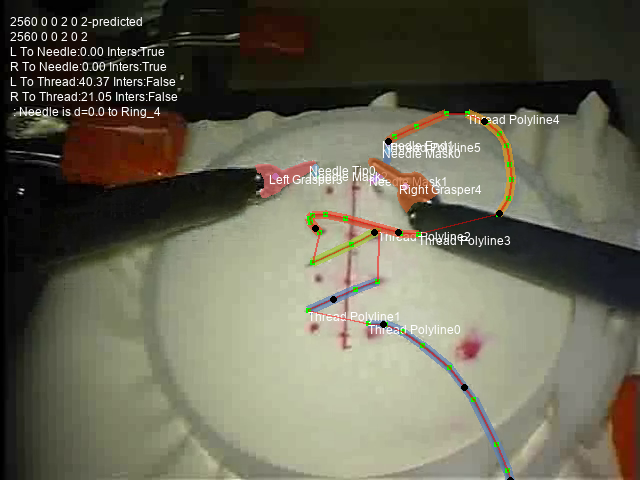 2560 0 0 2 0 2-predicted
2560 0 0 2 0 2
L To Needle:0.00 Inters:True
R To Needle:0.00 Inters:True
L To Thread:40.37 Inters:False
R To Thread:21.05 Inters:False
: Needle is d=0.0 to Ring_4
Thread Polyline4
Needle End1
Polyline5
Needle Mask0
Needle Tip0
Left Grasper3
Mask1
Right Grasper4
Thread Polyline2
Thread Polyline3
Thread Polyline1
Thread Polyline0